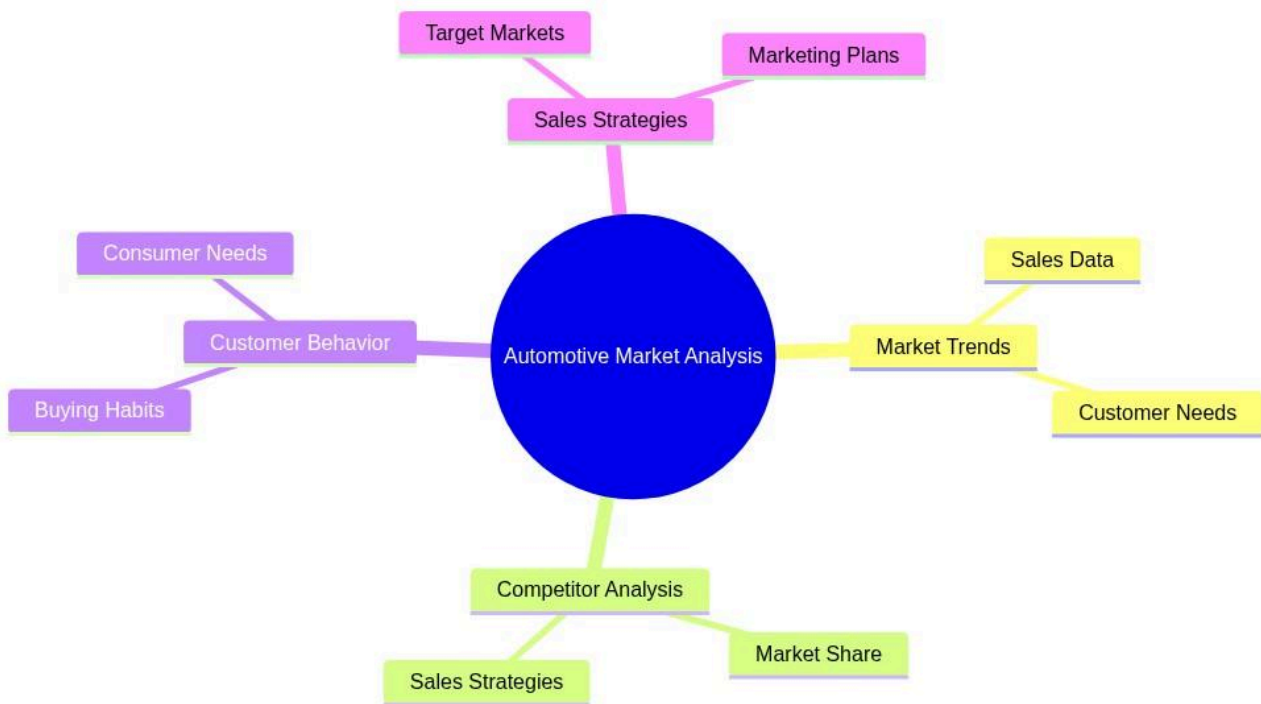 Target Markets
Marketing Plans
Sales Strategies
Consumer Needs
Sales Data
Customer Behavior
Market Trends
Automotive Market Analysis
Buying Habits
Customer Needs
Competitor Analysis
Market Share
Sales Strategies